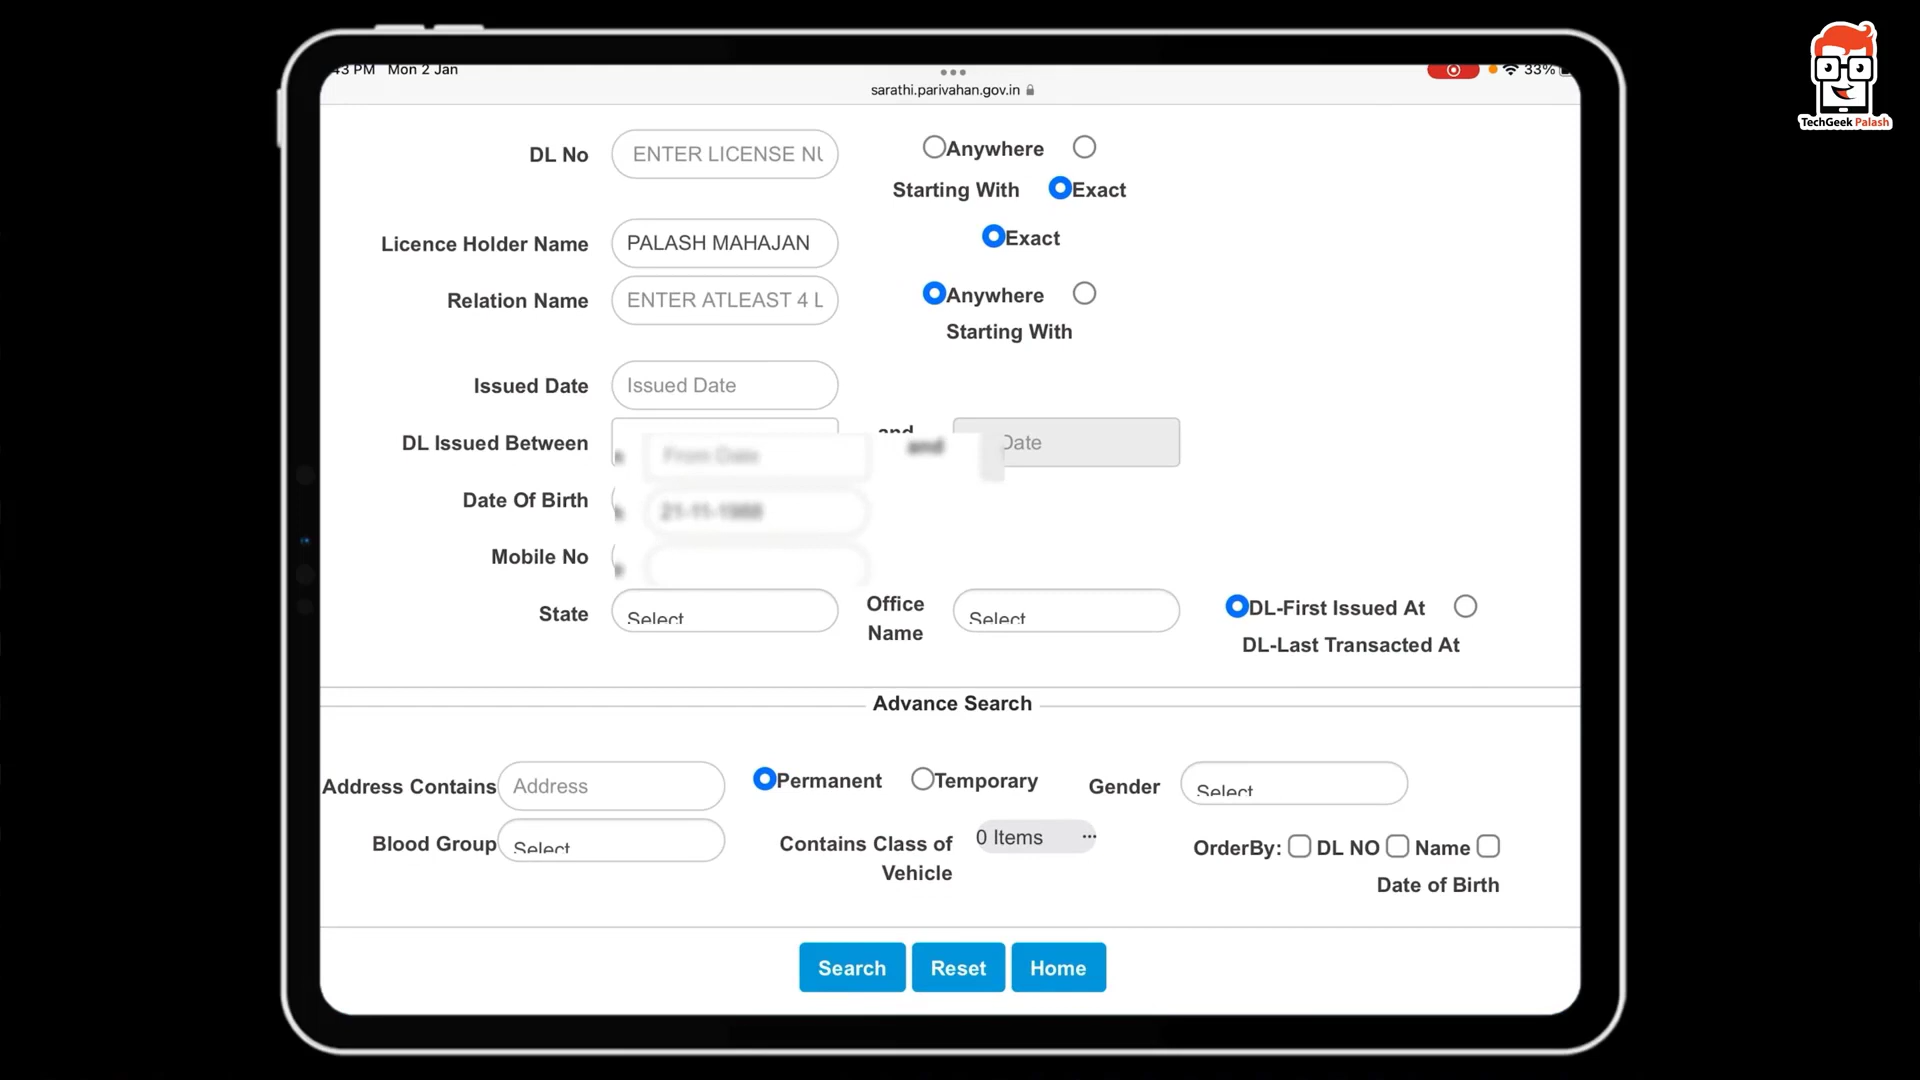 43 PM Mon 2 Jan
33%
sarathi.parivahan.gov.in
TechGeek Palash
DL No ENTER LICENSE NU Anywhere
Starting With Exact
Licence Holder Name PALASH MAHAJAN Exact
Relation Name ENTER ATLEAST 4 L Anywhere
Starting With
Issued Date Issued Date
DL Issued Between From Date and Date
Date Of Birth
Mobile No
State Select Office Name Select DL-First Issued At
DL-Last Transacted At
Advance Search
Address Contains Address Permanent Temporary Gender Select
Blood Group Select Contains Class of Vehicle 0 Items OrderBy: DL NO Name
Date of Birth
Search Reset Home